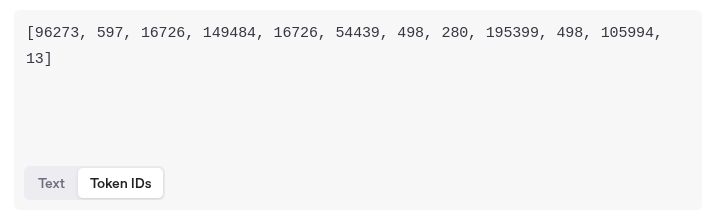 [96273, 597, 16726, 149484, 16726, 54439, 498, 280, 195399, 498, 105994,
13]
Text Token IDs